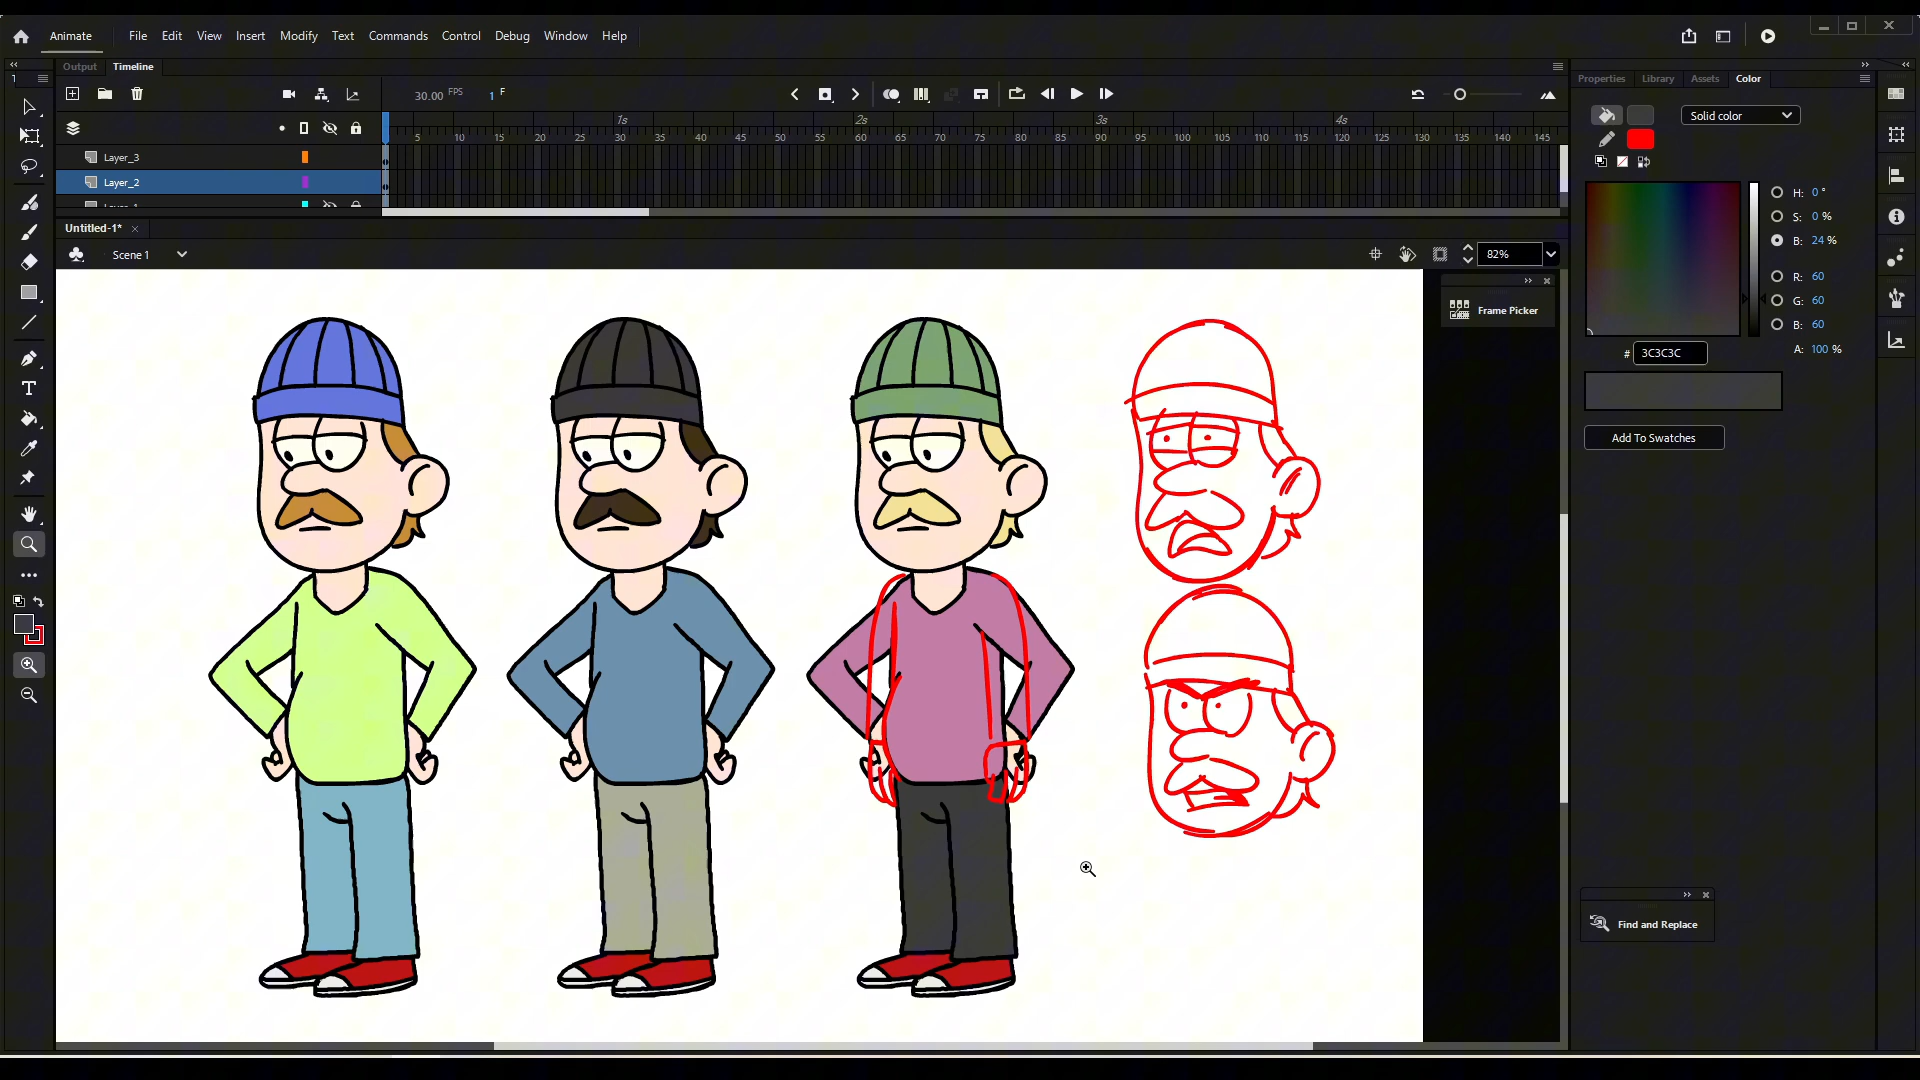 Animate File Edit View Insert Modify Text Commands Control Debug Window Help
Output Timeline
Properties Library Assets Color
30.00 FPS 1 F
Solid color
1s 2s 3s 4s
5 10 15 20 25 30 35 40 45 50 55 60 65 70 75 80 85 90 95 100 105 110 115 120 125 130 135 140 145
Layer_3
Layer_2
H: 0 °
S: 0 %
B: 24 %
R: 60
G: 60
B: 60
A: 100 %
# 3C3C3C
Untitled-1*
Scene 1
82%
Frame Picker
Add To Swatches
Find and Replace